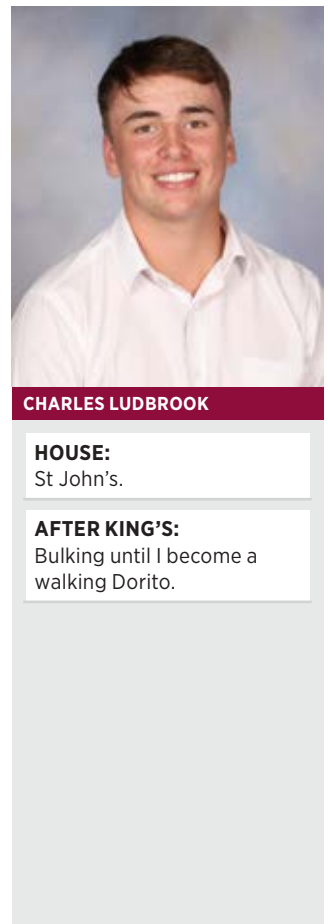 CHARLES LUDBROOK
HOUSE:
St John’s.
AFTER KING’S:
Bulking until I become a
walking Dorito.